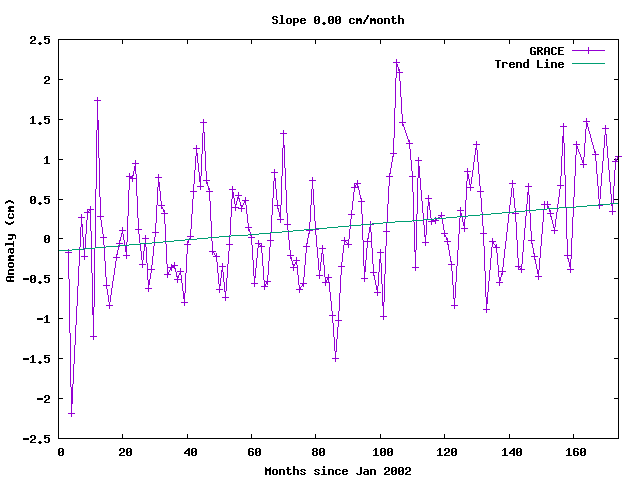 Slope 0.00 cm/month
GRACE
Trend Line
2.5
2
1.5
1
0.5
0
-0.5
-1
-1.5
-2
-2.5
Anomaly (cm)
0 20 40 60 80 100 120 140 160
Months since Jan 2002